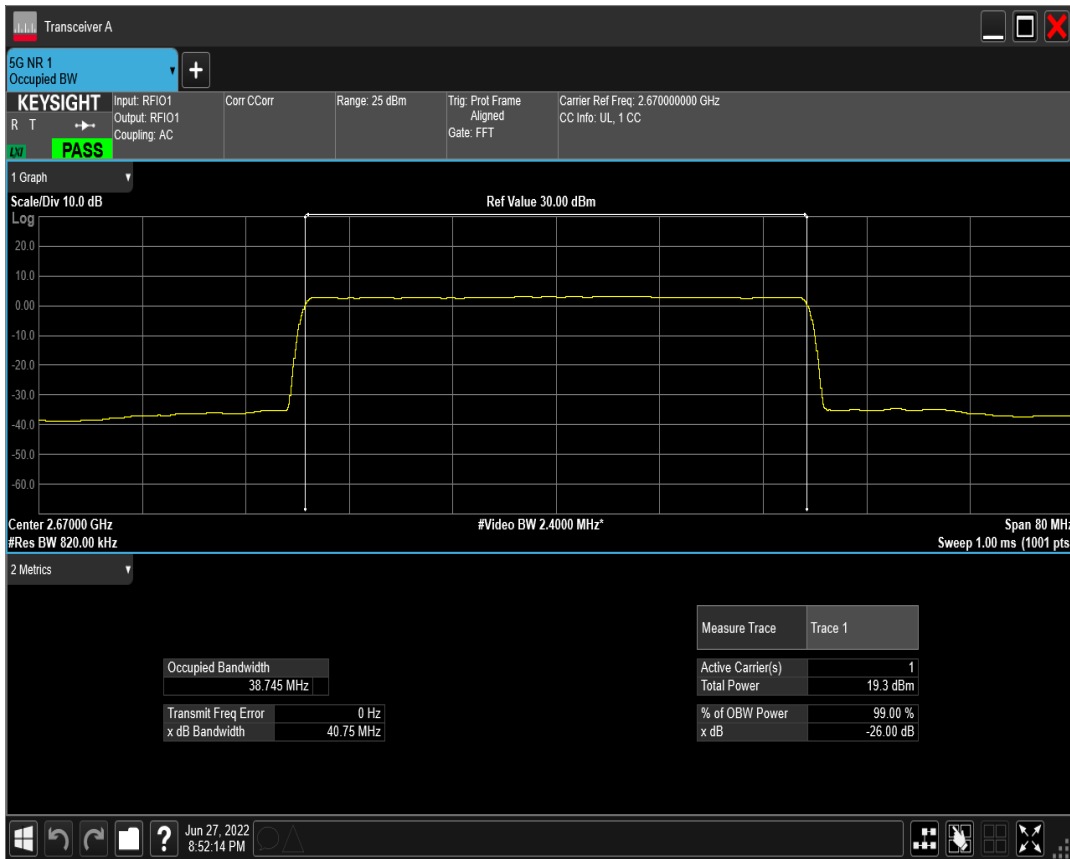 Transceiver A
5G NR 1
Occupied BW
+
KEYSIGHT
R T
LXI
PASS
Input: RFIO1
Output: RFIO1
Coupling: AC
Corr CCorr
Range: 25 dBm
Trig: Prot Frame
Aligned
Gate: FFT
Carrier Ref Freq: 2.670000000 GHz
CC Info: UL, 1 CC
1 Graph
Scale/Div 10.0 dB
Ref Value 30.00 dBm
Log
20.0
10.0
0.00
-10.0
-20.0
-30.0
-40.0
-50.0
-60.0
Center 2.67000 GHz
#Video BW 2.4000 MHz*
Span 80 MHz
#Res BW 820.00 kHz
Sweep 1.00 ms (1001 pts
2 Metrics
Measure Trace Trace 1
Occupied Bandwidth
38.745 MHz
Active Carrier(s) 1
Total Power 19.3 dBm
Transmit Freq Error 0 Hz
x dB Bandwidth 40.75 MHz
% of OBW Power 99.00 %
x dB -26.00 dB
?
Jun 27, 2022
8:52:14 PM